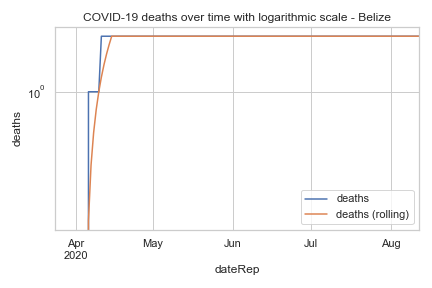 COVID-19 deaths over time with logarithmic scale - Belize
deaths
10⁰
Apr
2020
May
Jun
Jul
Aug
dateRep
deaths
deaths (rolling)